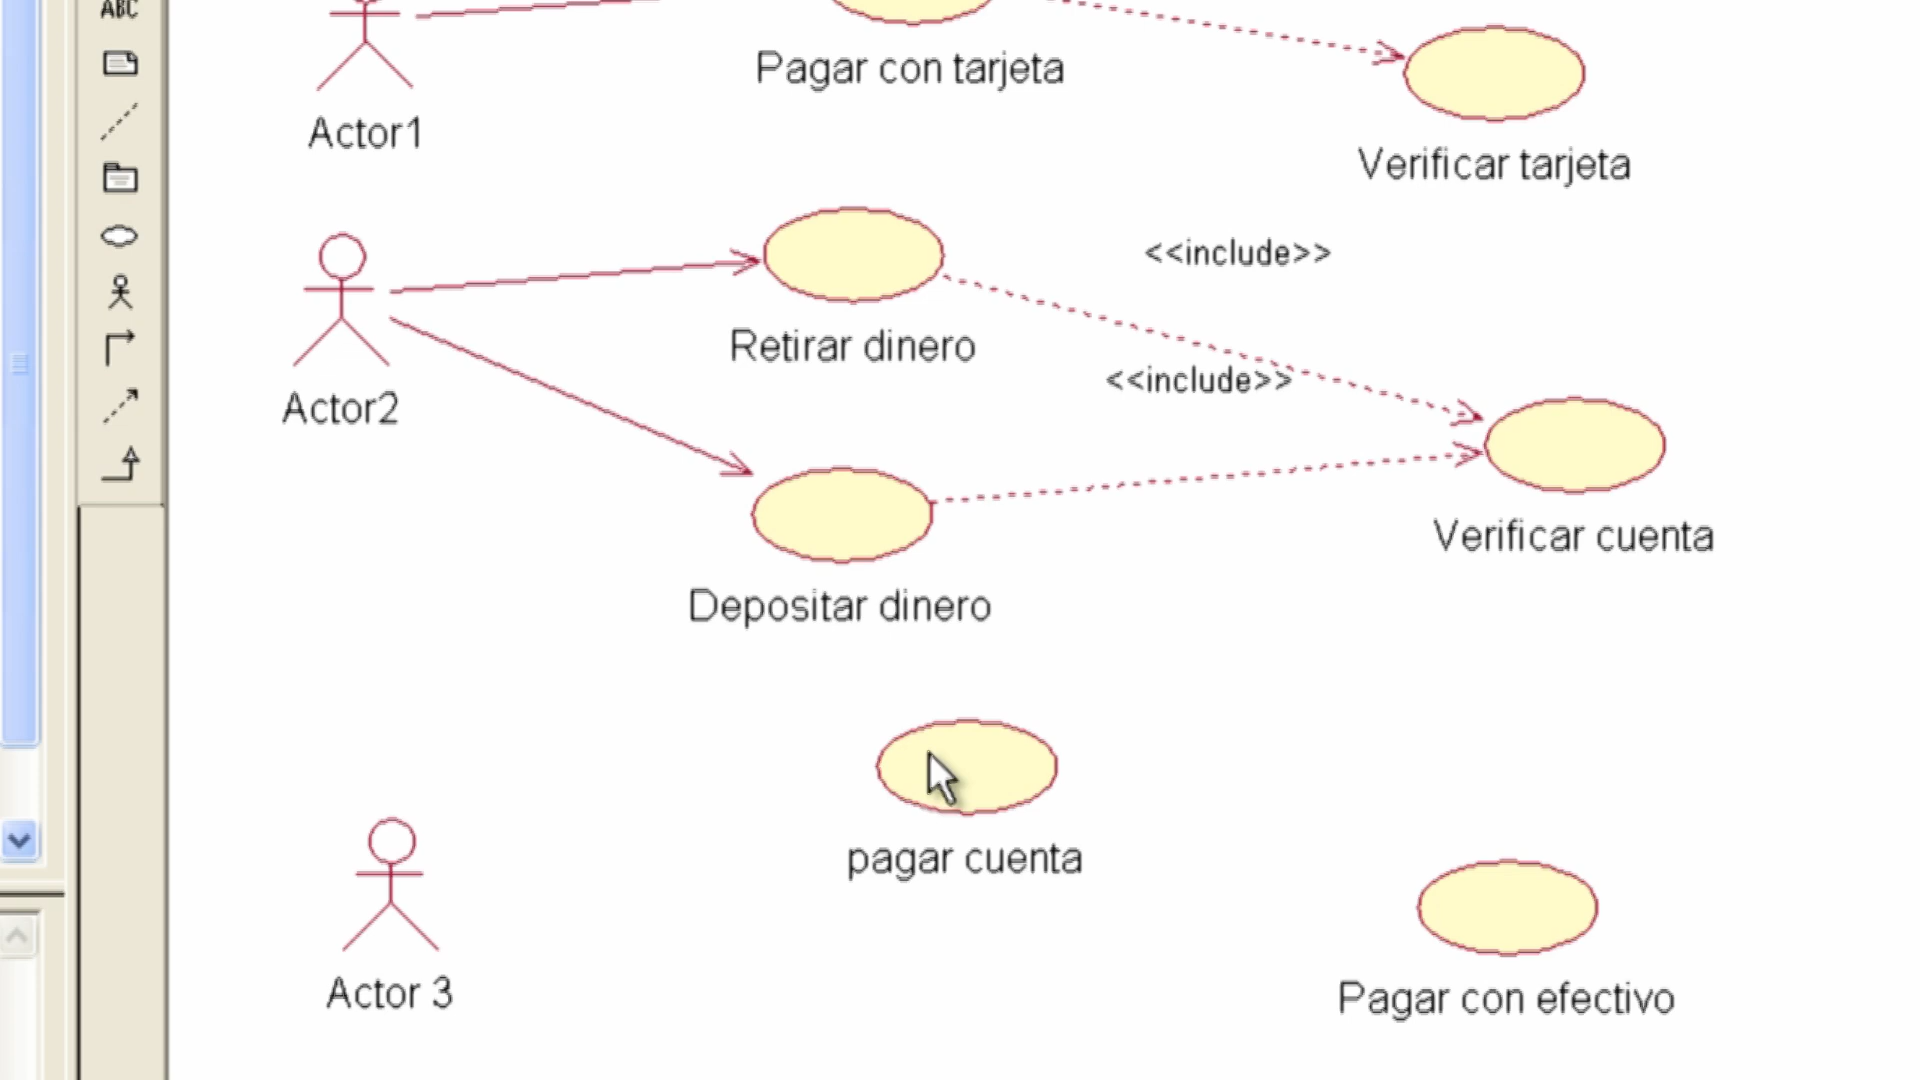 ABC
Pagar con tarjeta
Actor1
Verificar tarjeta
<<include>>
Retirar dinero
<<include>>
Actor2
Verificar cuenta
Depositar dinero
pagar cuenta
Actor 3
Pagar con efectivo